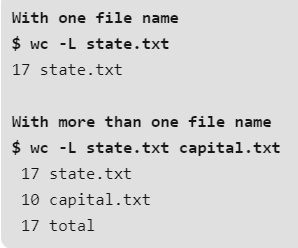 With one file name
$ wc -L state.txt
17 state.txt
With more than one file name
$ wc -L state.txt capital.txt
17 state.txt
10 capital.txt
17 total